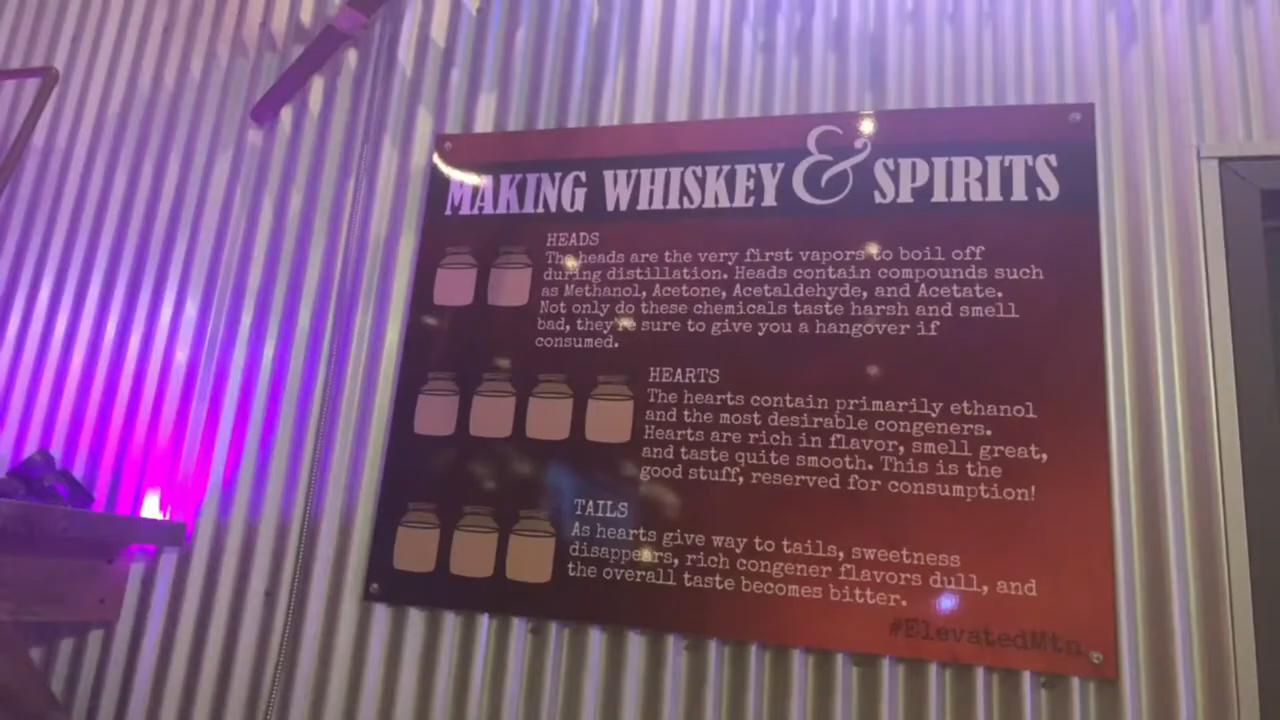 MAKING WHISKEY & SPIRITS
HEADS
The heads are the very first vapors to boil off
during distillation. Heads contain compounds such
as Methanol, Acetone, Acetaldehyde, and Acetate.
Not only do these chemicals taste harsh and smell
bad, they're sure to give you a hangover if
consumed.
HEARTS
The hearts contain primarily ethanol
and the most desirable congeners.
Hearts are rich in flavor, smell great,
and taste quite smooth. This is the
good stuff, reserved for consumption!
TAILS
As hearts give way to tails, sweetness
disappears, rich congener flavors dull, and
the overall taste becomes bitter.
#ElevatedMtn